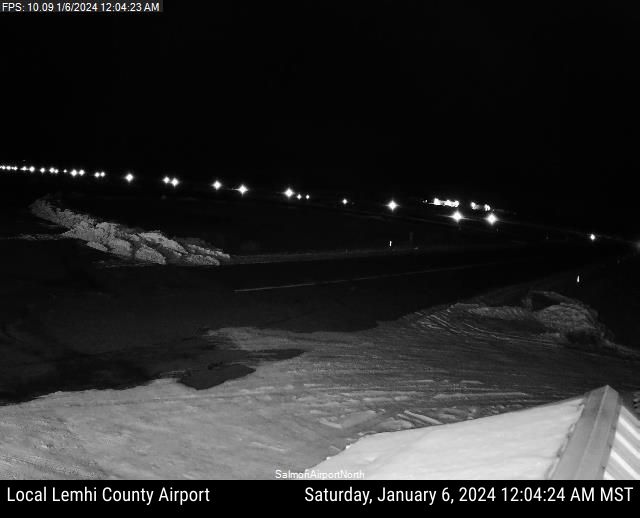 FPS: 10.09 1/6/2024 12:04:23 AM
SalmonAirportNorth
Local Lemhi County Airport Saturday, January 6, 2024 12:04:24 AM MST